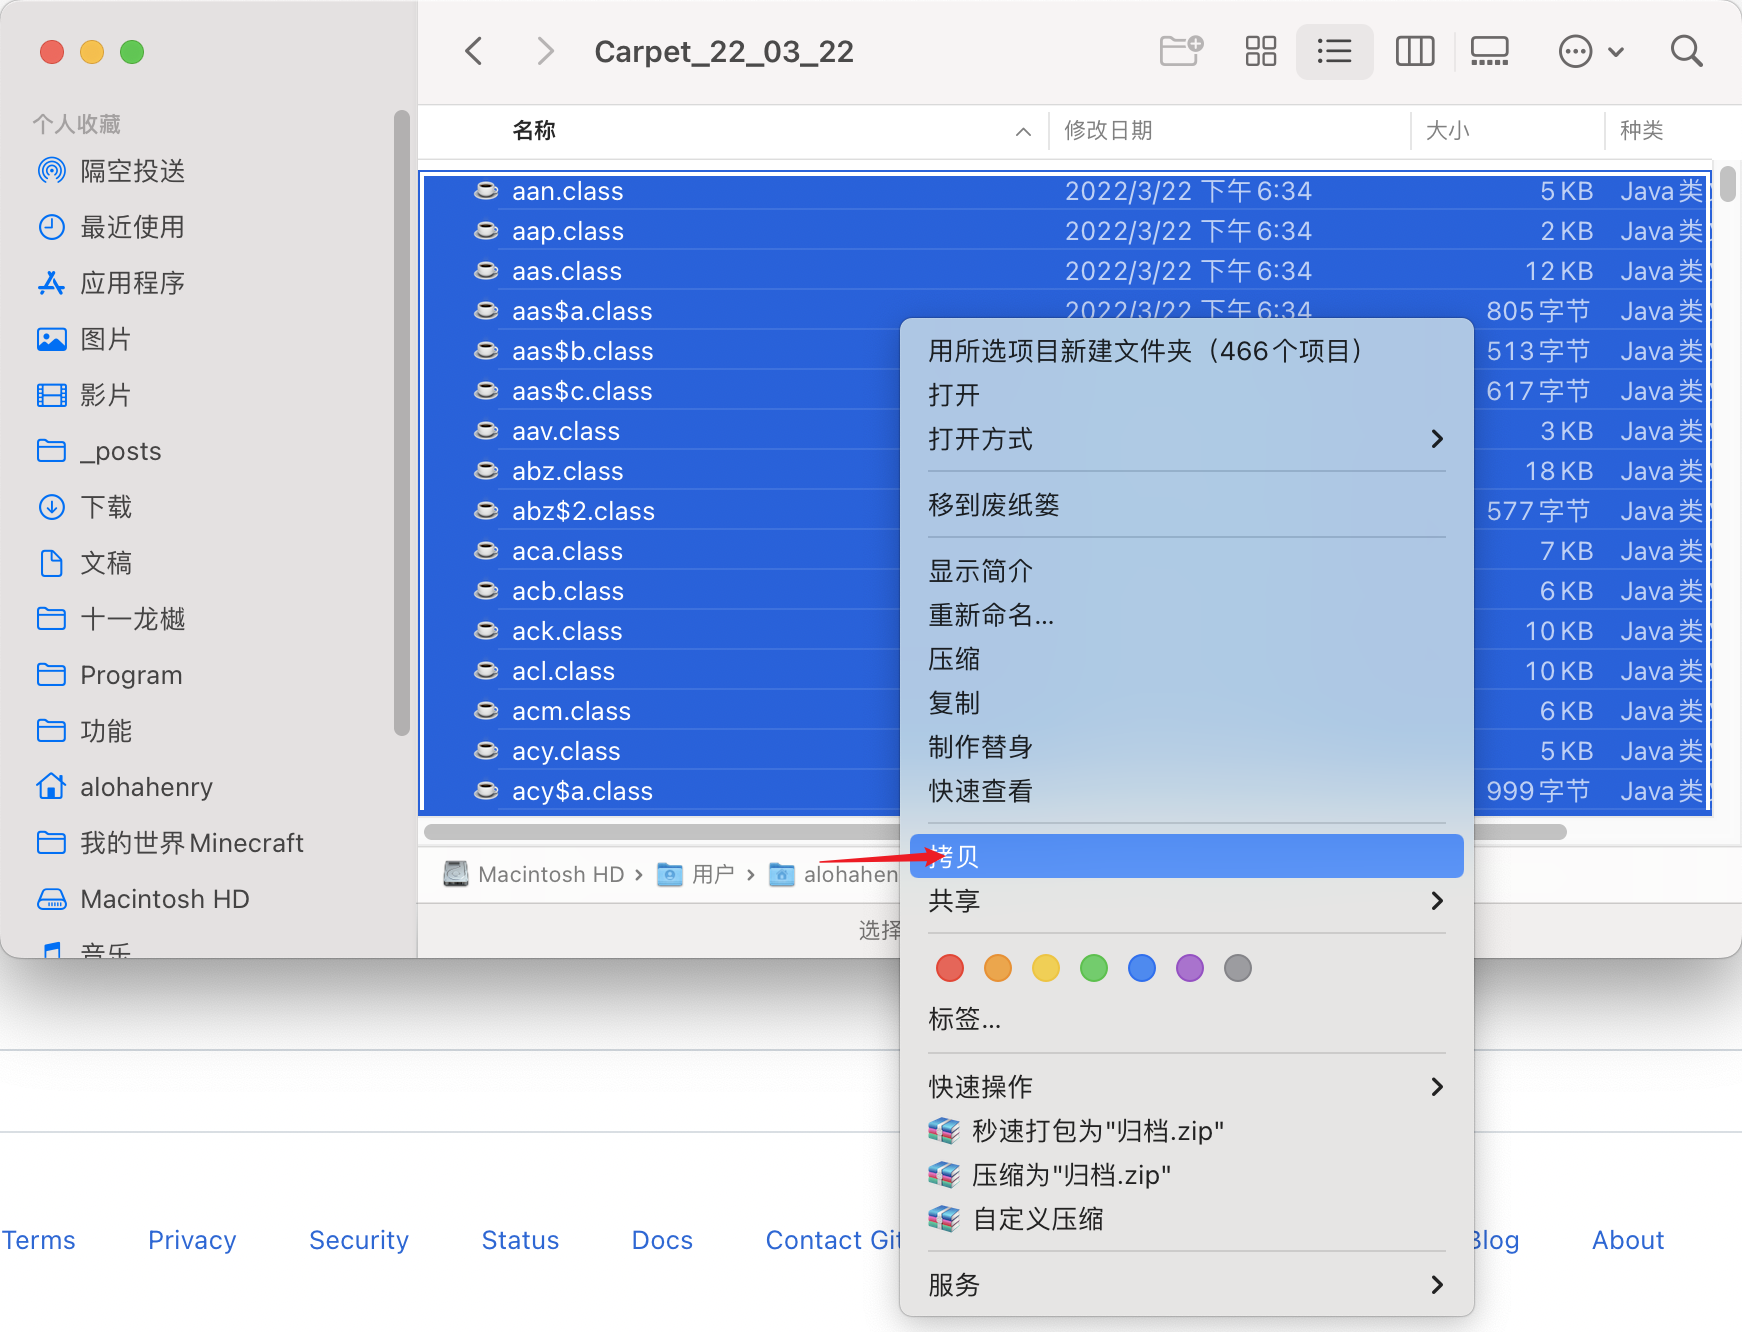 Carpet_22_03_22
个人收藏
隔空投送
最近使用
应用程序
图片
影片
_posts
下载
文稿
十一龙樾
Program
功能
alohahenry
我的世界Minecraft
Macintosh HD
音乐
名称 修改日期 大小 种类
aan.class 2022/3/22 下午6:34 5 KB Java类
aap.class 2022/3/22 下午6:34 2 KB Java类
aas.class 2022/3/22 下午6:34 12 KB Java类
aas$a.class 2022/3/22 下午6:34 805字节 Java类
aas$b.class 513字节 Java类
aas$c.class 617字节 Java类
aav.class 3 KB Java类
abz.class 18 KB Java类
abz$2.class 577字节 Java类
aca.class 7 KB Java类
acb.class 6 KB Java类
ack.class 10 KB Java类
acl.class 10 KB Java类
acm.class 6 KB Java类
acy.class 5 KB Java类
acy$a.class 999字节 Java类
Macintosh HD › 用户 › alohahen
选择
用所选项目新建文件夹（466个项目）
打开
打开方式
移到废纸篓
显示简介
重新命名...
压缩
复制
制作替身
快速查看
拷贝
共享
标签...
快速操作
秒速打包为"归档.zip"
压缩为"归档.zip"
自定义压缩
服务
Terms Privacy Security Status Docs Contact Git Blog About